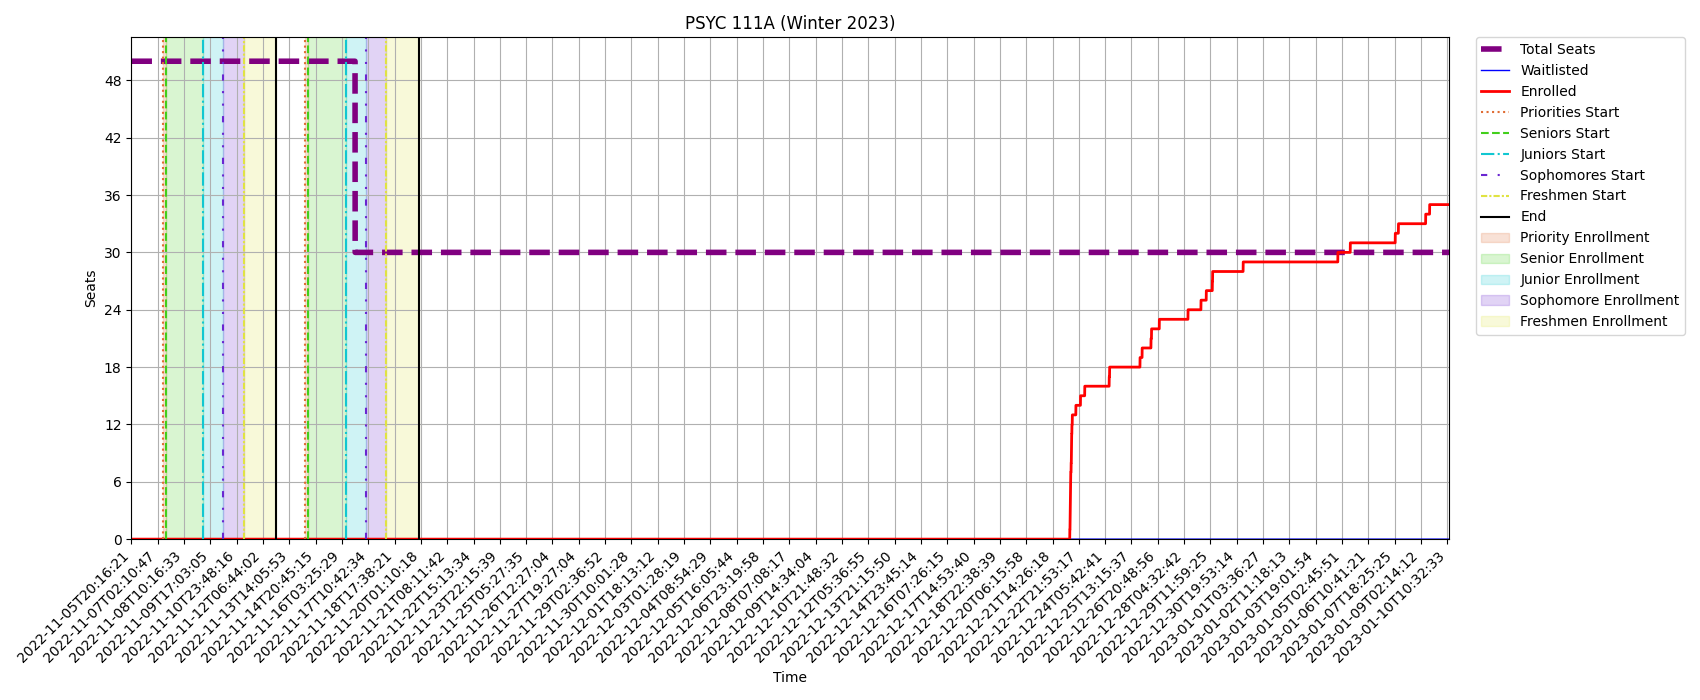 PSYC 111A (Winter 2023)
Seats
48
42
36
30
24
18
12
6
0
2022-11-05T20:16:21
2022-11-07T02:10:47
2022-11-08T10:16:33
2022-11-09T17:03:05
2022-11-10T23:48:16
2022-11-12T06:44:02
2022-11-13T14:05:53
2022-11-14T20:45:15
2022-11-16T03:25:29
2022-11-17T10:42:34
2022-11-18T17:38:21
2022-11-20T01:10:18
2022-11-21T08:11:42
2022-11-22T15:13:34
2022-11-23T22:15:39
2022-11-25T05:27:35
2022-11-26T12:27:04
2022-11-27T19:27:04
2022-11-29T02:36:52
2022-11-30T10:01:28
2022-12-01T18:13:12
2022-12-03T01:28:19
2022-12-04T08:54:29
2022-12-05T16:05:44
2022-12-06T23:19:58
2022-12-08T07:08:17
2022-12-09T14:34:04
2022-12-10T21:48:32
2022-12-12T05:36:55
2022-12-13T13:15:50
2022-12-14T23:45:14
2022-12-16T07:26:15
2022-12-17T14:53:40
2022-12-18T22:38:39
2022-12-20T06:15:58
2022-12-21T14:26:18
2022-12-22T21:53:17
2022-12-24T05:42:41
2022-12-25T13:15:37
2022-12-26T20:48:56
2022-12-28T04:32:42
2022-12-29T11:59:25
2022-12-30T19:53:14
2023-01-01T03:36:27
2023-01-02T11:18:13
2023-01-03T19:01:54
2023-01-05T02:45:51
2023-01-06T10:41:21
2023-01-07T18:25:25
2023-01-09T02:14:12
2023-01-10T10:32:33
Time
Total Seats
Waitlisted
Enrolled
Priorities Start
Seniors Start
Juniors Start
Sophomores Start
Freshmen Start
End
Priority Enrollment
Senior Enrollment
Junior Enrollment
Sophomore Enrollment
Freshmen Enrollment